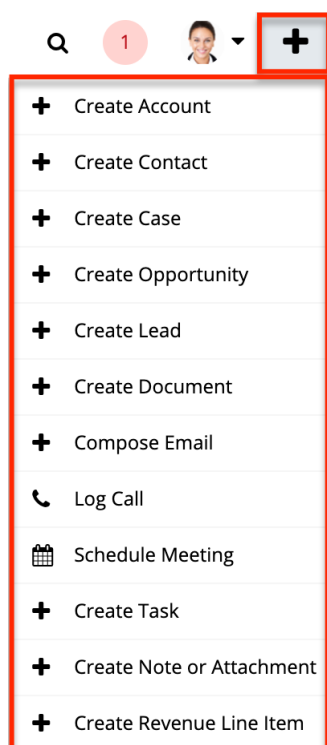 1
Create Account
Create Contact
Create Case
Create Opportunity
Create Lead
Create Document
Compose Email
Log Call
Schedule Meeting
Create Task
Create Note or Attachment
Create Revenue Line Item